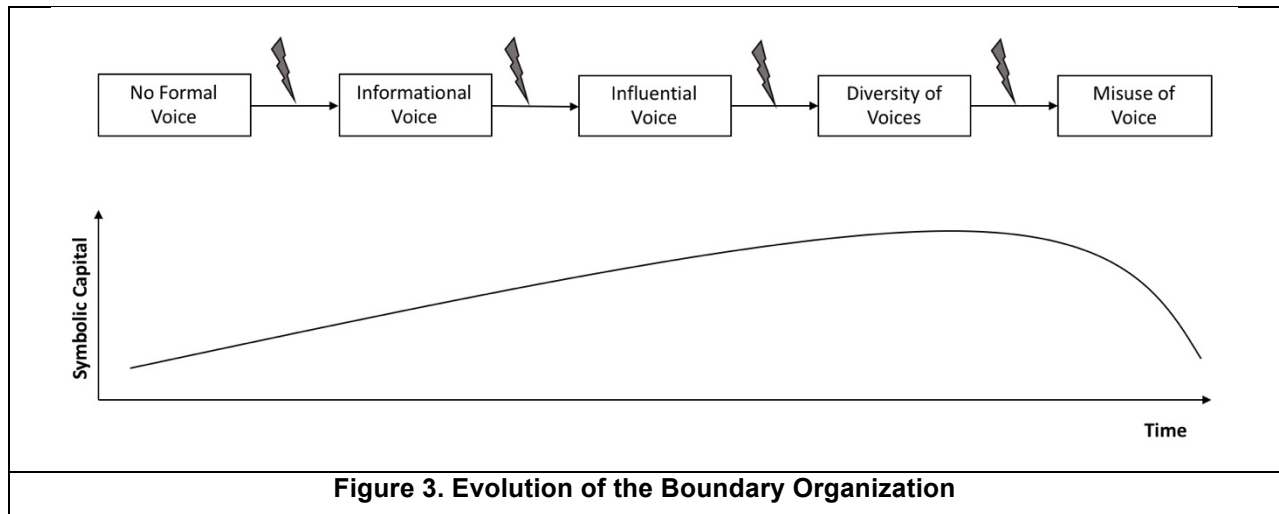 No Formal
Voice
Informational
Voice
Influential
Voice
Diversity of
Voices
Misuse of
Voice
Symbolic Capital
Time
Figure 3. Evolution of the Boundary Organization